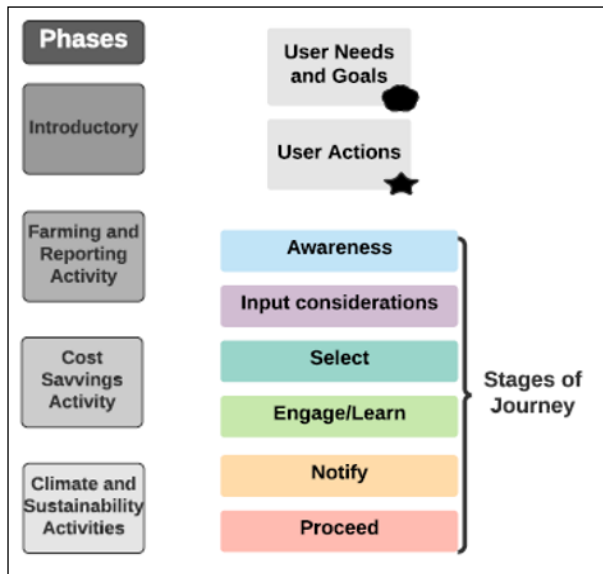 Phases
Introductory
Farming and
Reporting
Activity
Cost
Savvings
Activity
Climate and
Sustainability
Activities
User Needs
and Goals
User Actions
Awareness
Input considerations
Select
Engage/Learn
Notify
Proceed
Stages of
Journey